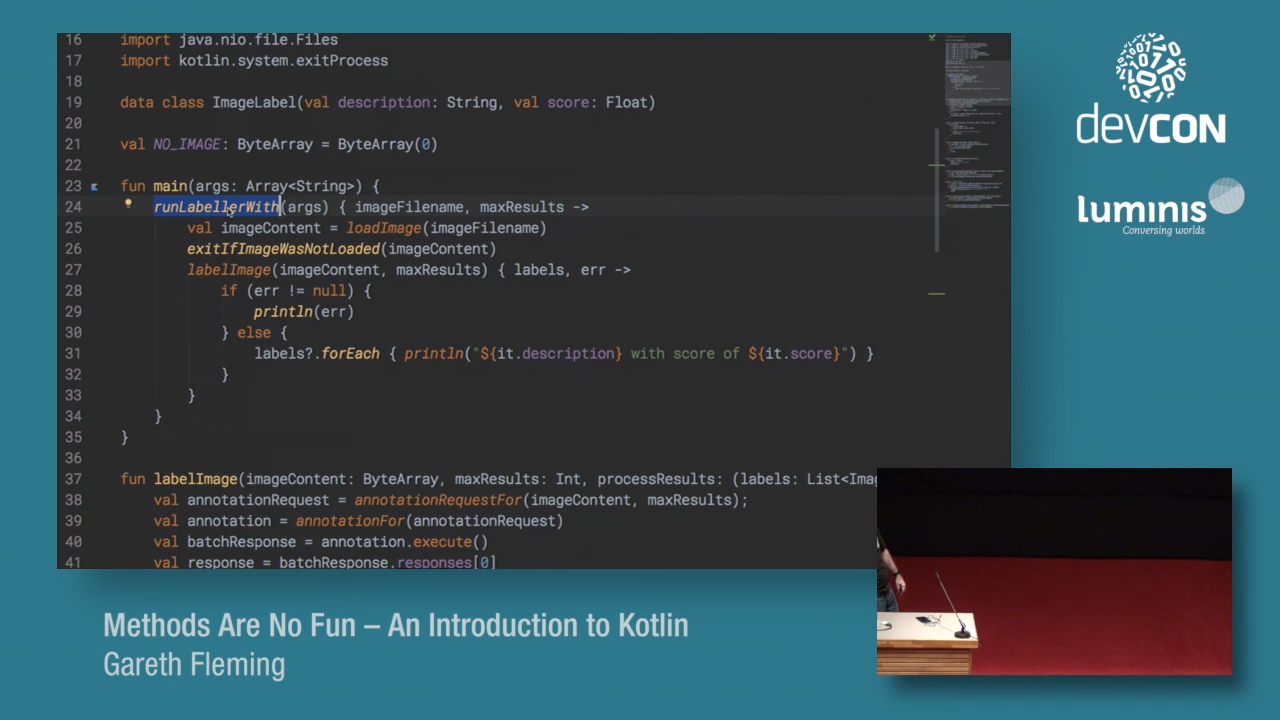 16 import java.nio.file.Files
17 import kotlin.system.exitProcess
18
19 data class ImageLabel(val description: String, val score: Float)
20
21 val NO_IMAGE: ByteArray = ByteArray(0)
22
23 fun main(args: Array<String>) {
24 runLabellerWith(args) { imageFilename, maxResults ->
25 val imageContent = loadImage(imageFilename)
26 exitIfImageWasNotLoaded(imageContent)
27 labelImage(imageContent, maxResults) { labels, err ->
28 if (err != null) {
29 println(err)
30 } else {
31 labels?.forEach { println("${it.description} with score of ${it.score}") }
32 }
33 }
34 }
35 }
36
37 fun labelImage(imageContent: ByteArray, maxResults: Int, processResults: (labels: List<Imag
38 val annotationRequest = annotationRequestFor(imageContent, maxResults);
39 val annotation = annotationFor(annotationRequest)
40 val batchResponse = annotation.execute()
41 val response = batchResponse.responses[0]
devCON
luminis
Conversing worlds
Methods Are No Fun – An Introduction to Kotlin
Gareth Fleming